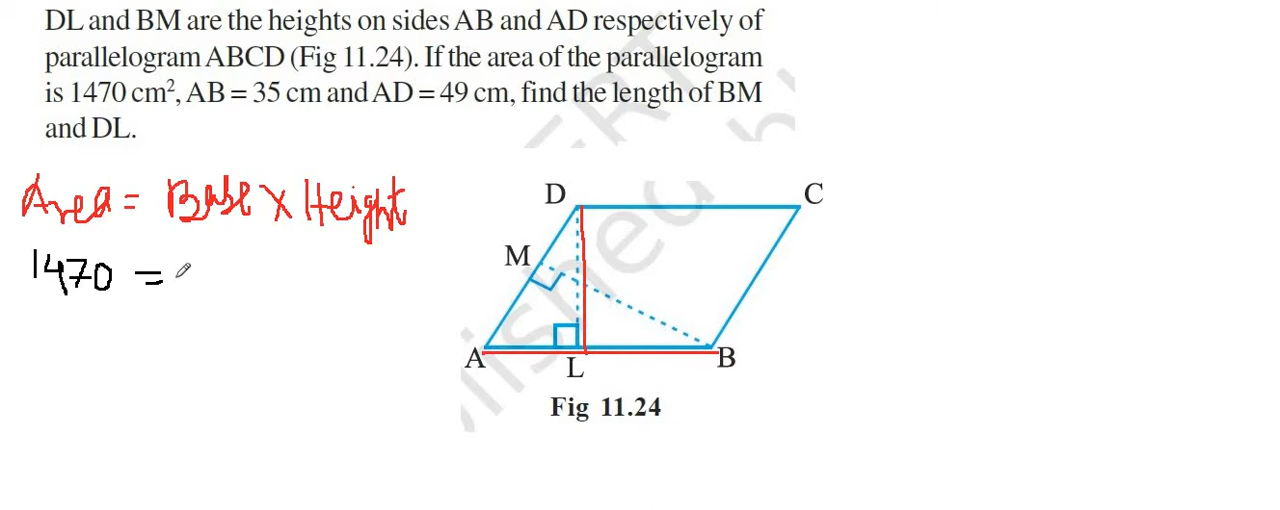 DL and BM are the heights on sides AB and AD respectively of
parallelogram ABCD (Fig 11.24). If the area of the parallelogram
is 1470 cm², AB = 35 cm and AD = 49 cm, find the length of BM
and DL.
Area = Base × Height
1470 =
D C
M
A L B
Fig 11.24